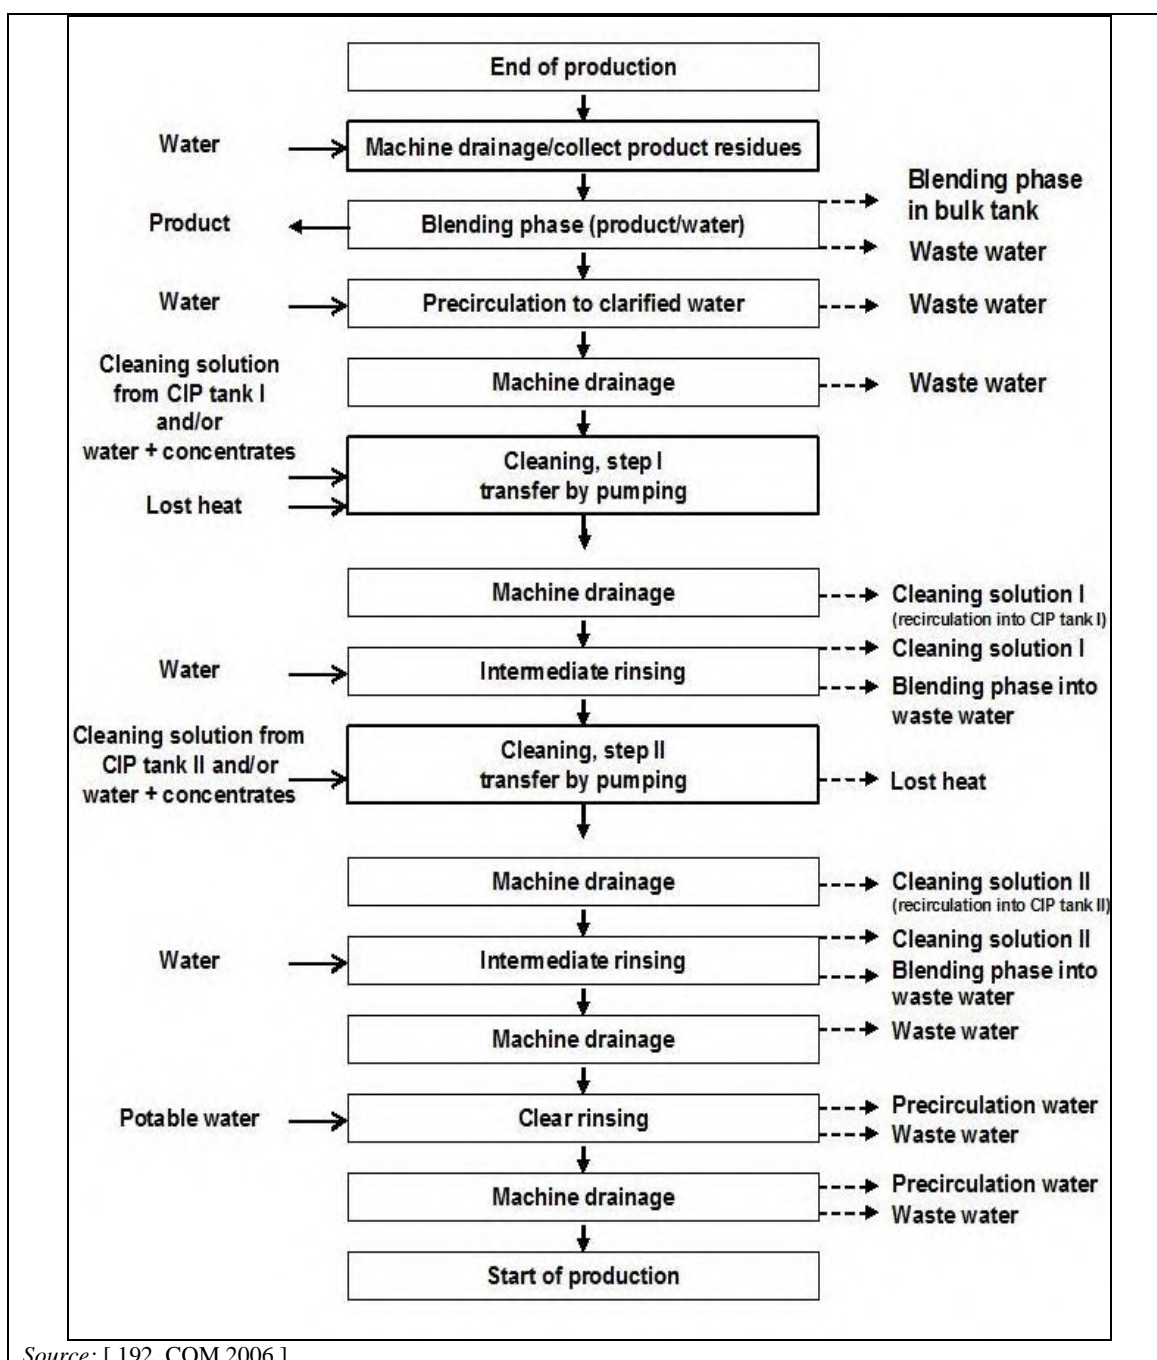 End of production
Water
Machine drainage/collect product residues
Product
Blending phase (product/water)
Blending phase
in bulk tank
Waste water
Water
Precirculation to clarified water
Waste water
Cleaning solution
from CIP tank I
and/or
water + concentrates
Machine drainage
Waste water
Lost heat
Cleaning, step I
transfer by pumping
Machine drainage
Cleaning solution I
(recirculation into CIP tank I)
Water
Intermediate rinsing
Cleaning solution I
Blending phase into
waste water
Cleaning solution from
CIP tank II and/or
water + concentrates
Cleaning, step II
transfer by pumping
Lost heat
Machine drainage
Cleaning solution II
(recirculation into CIP tank II)
Water
Intermediate rinsing
Cleaning solution II
Blending phase into
waste water
Machine drainage
Waste water
Potable water
Clear rinsing
Precirculation water
Waste water
Machine drainage
Precirculation water
Waste water
Start of production
Source: [ 192, COM 2006 ]